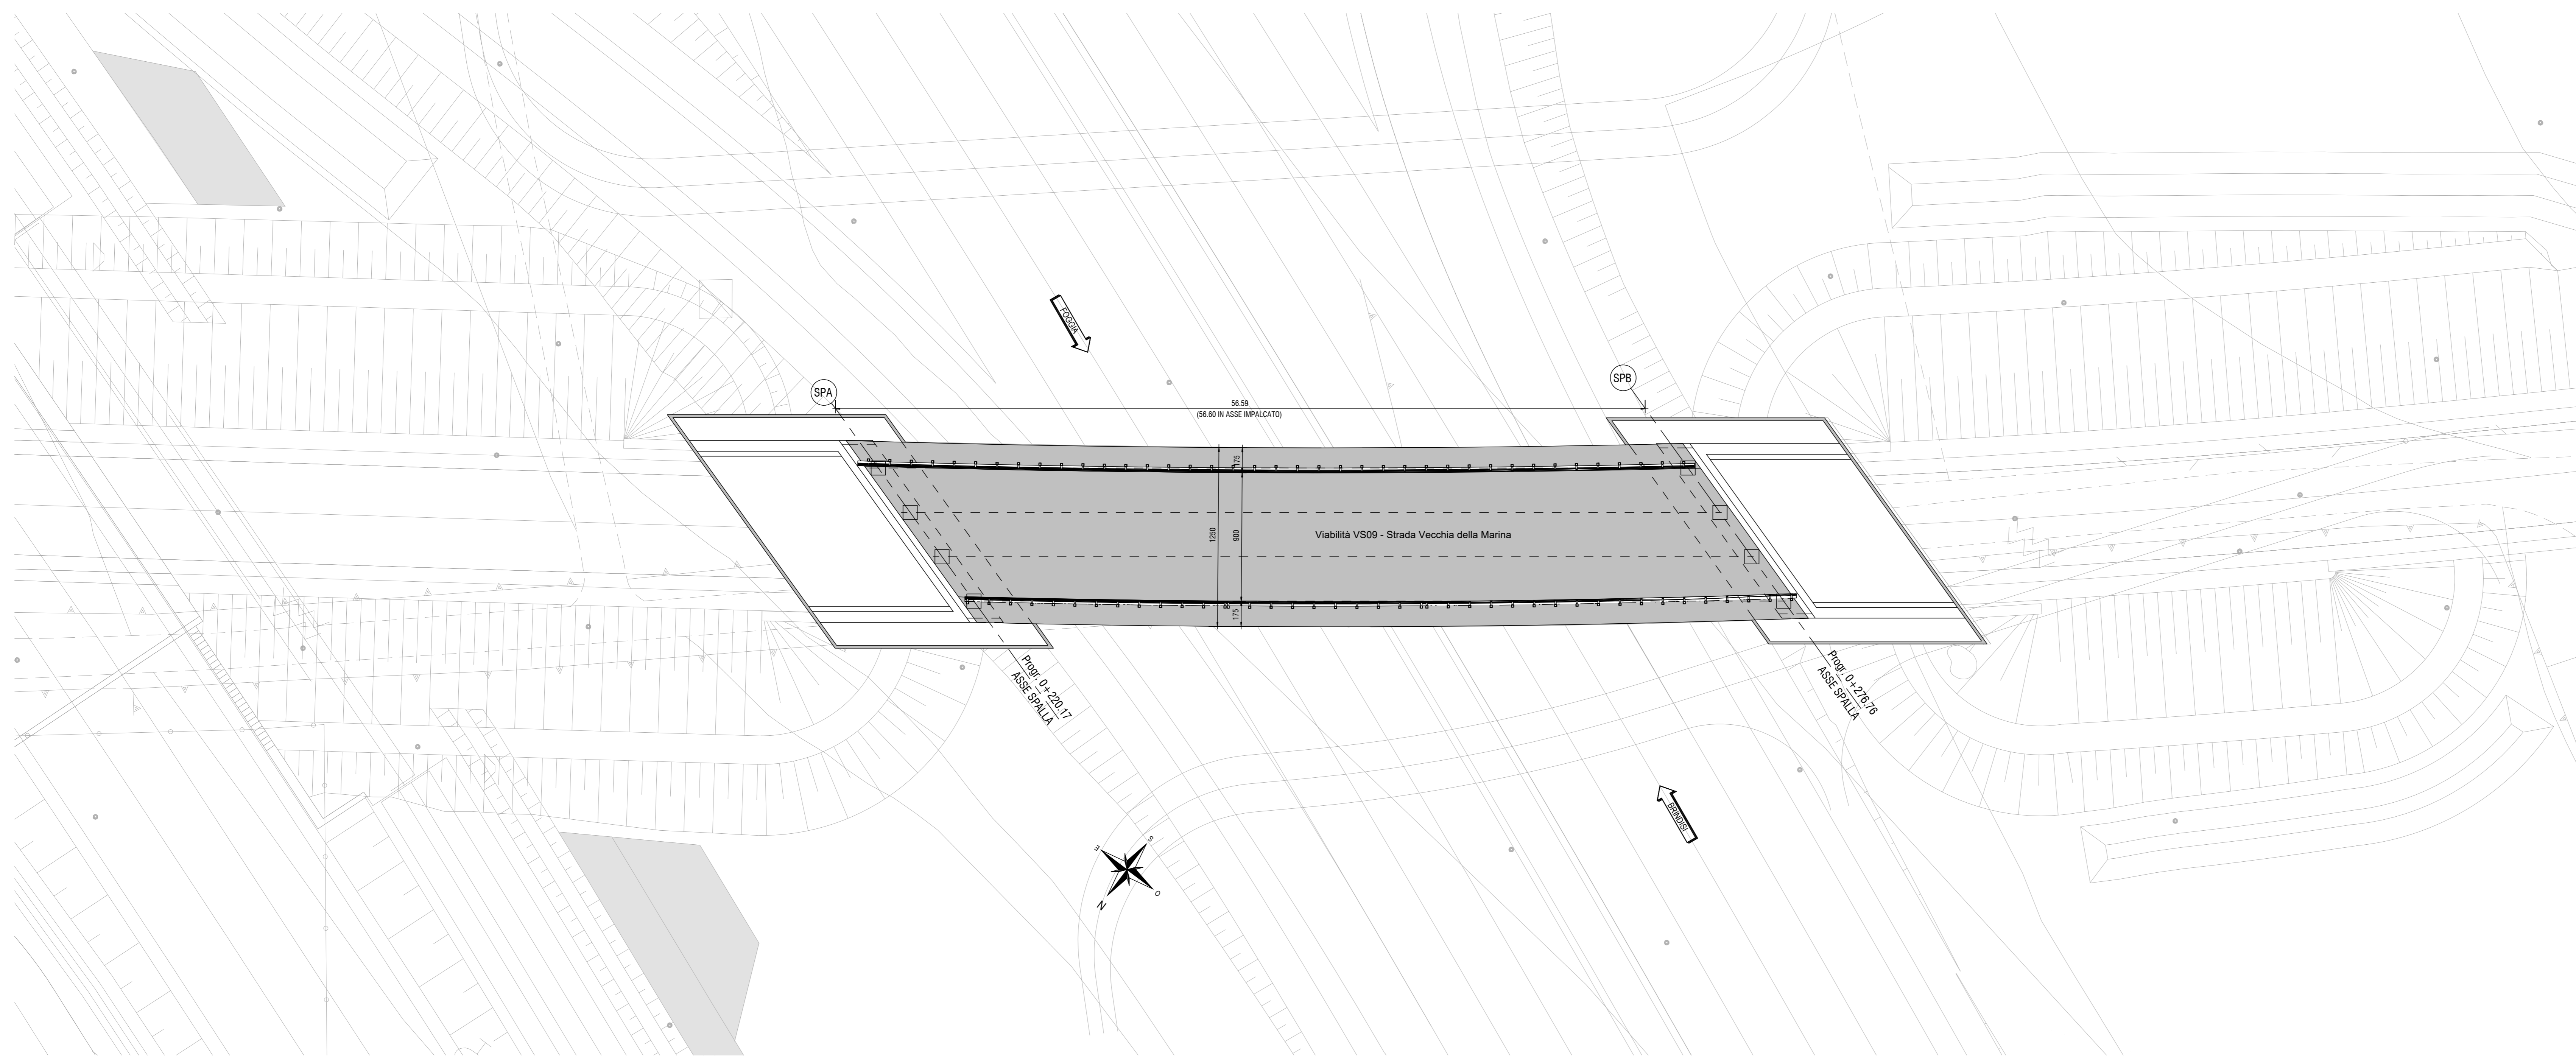 FOGGIA
SPA
SPB
56.59
(56.60 IN ASSE IMPALCATO)
175
1250
900
175
Viabilità VS09 - Strada Vecchia della Marina
Progr. 0+220.17
ASSE SPALLA
Progr. 0+276.76
ASSE SPALLA
BRINDISI
S
E
O
N